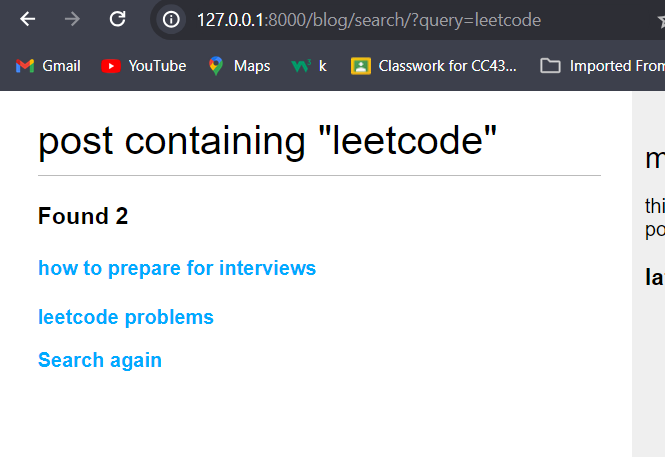 127.0.0.1:8000/blog/search/?query=leetcode
Gmail YouTube Maps k Classwork for CC43... Imported From
post containing "leetcode"
Found 2
how to prepare for interviews
leetcode problems
Search again
m
thi
po
la